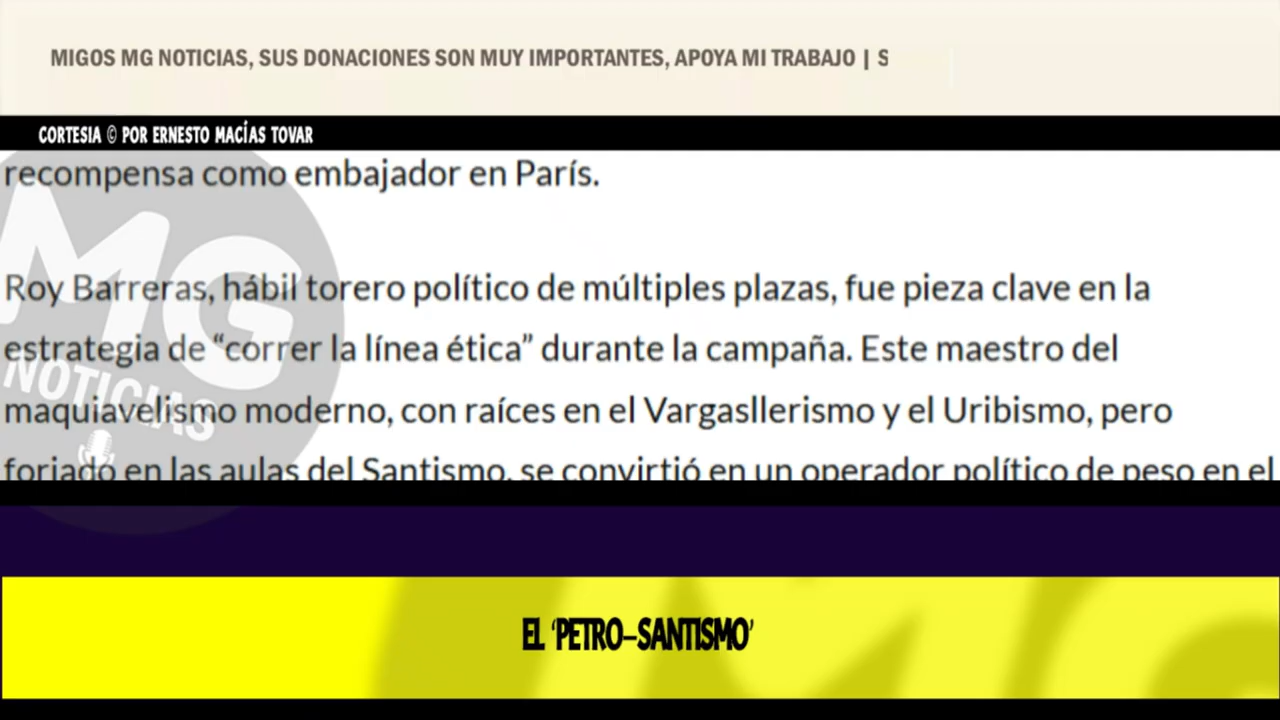 MIGOS MG NOTICIAS, SUS DONACIONES SON MUY IMPORTANTES, APOYA MI TRABAJO | S
CORTESIA © POR ERNESTO MACÍAS TOVAR
recompensa como embajador en París.
Roy Barreras, hábil torero político de múltiples plazas, fue pieza clave en la
estrategia de “correr la línea ética” durante la campaña. Este maestro del
maquiavelismo moderno, con raíces en el Vargasllerismo y el Uribismo, pero
forjado en las aulas del Santismo, se convirtió en un operador político de peso en el
MG
NOTICIAS
EL ‘PETRO-SANTISMO’